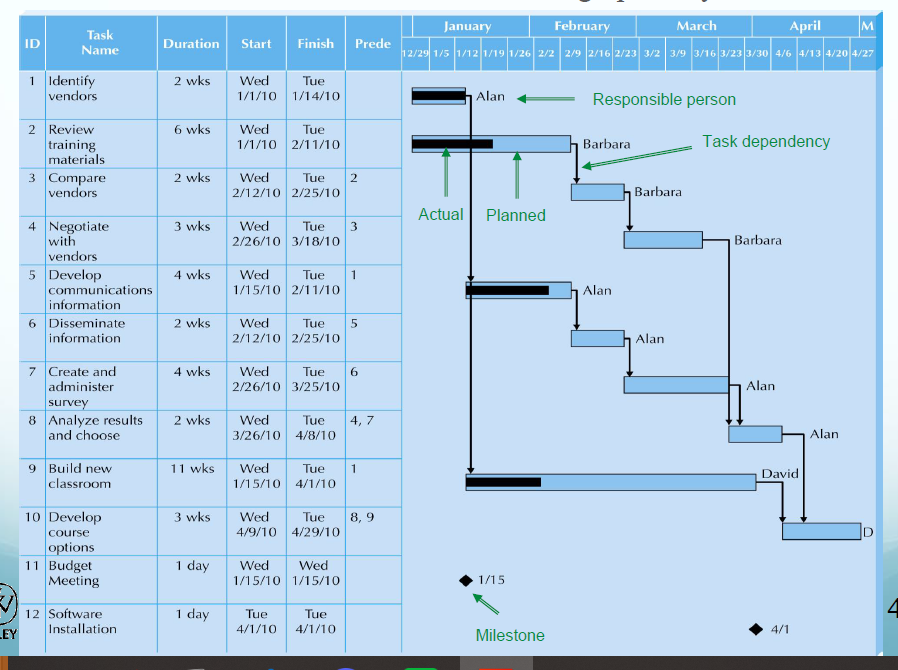 January February March April M
ID Task Name Duration Start Finish Prede
12/29 1/5 1/12 1/19 1/26 2/2 2/9 2/16 2/23 3/2 3/9 3/16 3/23 3/30 4/6 4/13 4/20 4/27
1 Identify vendors 2 wks Wed 1/1/10 Tue 1/14/10
2 Review training materials 6 wks Wed 1/1/10 Tue 2/11/10
3 Compare vendors 2 wks Wed 2/12/10 Tue 2/25/10 2
4 Negotiate with vendors 3 wks Wed 2/26/10 Tue 3/18/10 3
5 Develop communications information 4 wks Wed 1/15/10 Tue 2/11/10 1
6 Disseminate information 2 wks Wed 2/12/10 Tue 2/25/10 5
7 Create and administer survey 4 wks Wed 2/26/10 Tue 3/25/10 6
8 Analyze results and choose 2 wks Wed 3/26/10 Tue 4/8/10 4, 7
9 Build new classroom 11 wks Wed 1/15/10 Tue 4/1/10 1
10 Develop course options 3 wks Wed 4/9/10 Tue 4/29/10 8, 9
11 Budget Meeting 1 day Wed 1/15/10 Wed 1/15/10
12 Software Installation 1 day Tue 4/1/10 Tue 4/1/10
Alan
Responsible person
Barbara
Task dependency
Barbara
Actual Planned
Barbara
Alan
Alan
Alan
Alan
David
D
1/15
Milestone
4/1
4
LEY